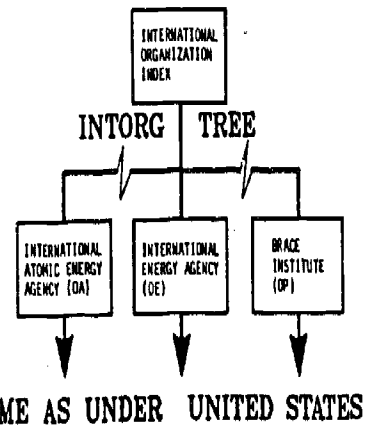 INTERNATIONAL
ORGANIZATION
INDEX
INTORG TREE
INTERNATIONAL
ATOMIC ENERGY
AGENCY (OA)
INTERNATIONAL
ENERGY AGENCY
(OE)
BRACE
INSTITUTE
(OP)
ME AS UNDER UNITED STATES